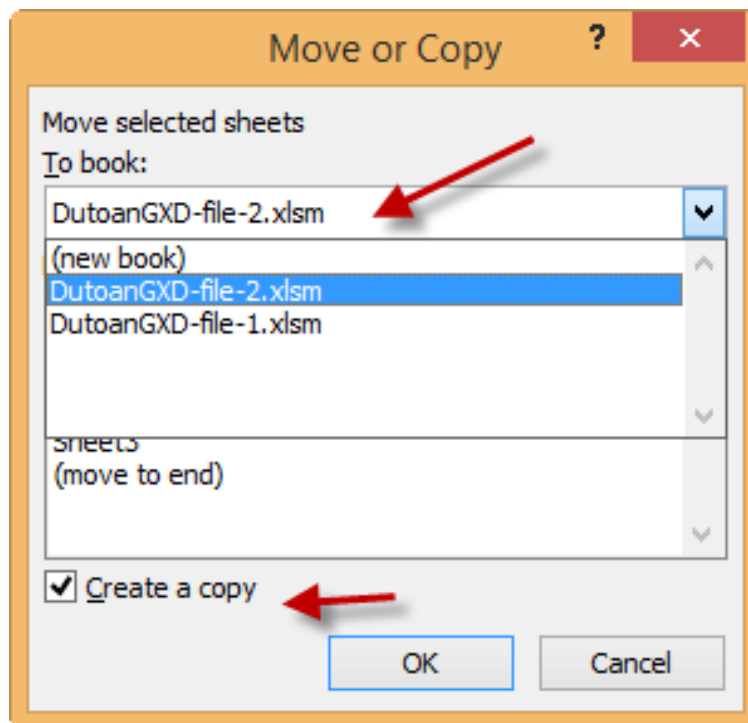 Move or Copy ?
Move selected sheets
To book:
DutoanGXD-file-2.xlsm
(new book)
DutoanGXD-file-2.xlsm
DutoanGXD-file-1.xlsm
Sheet3
(move to end)
Create a copy
OK Cancel